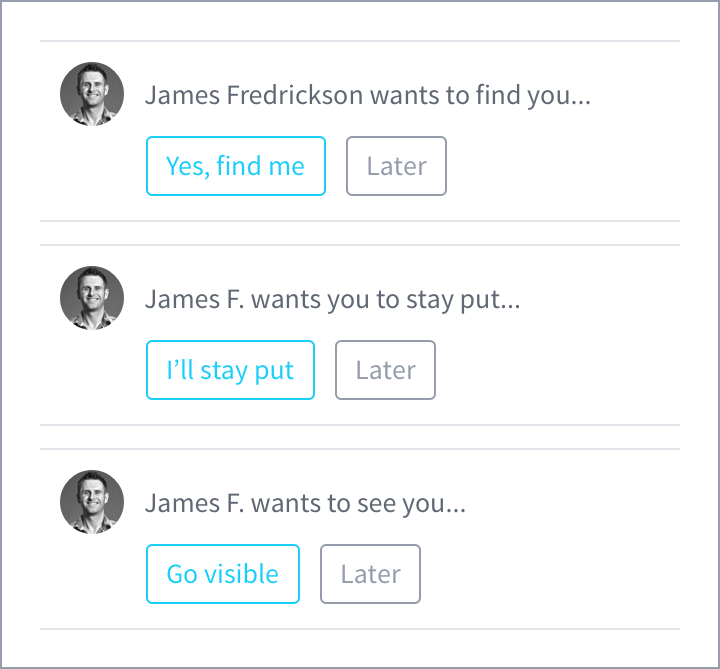 James Fredrickson wants to find you...
Yes, find me Later
James F. wants you to stay put...
I’ll stay put Later
James F. wants to see you...
Go visible Later